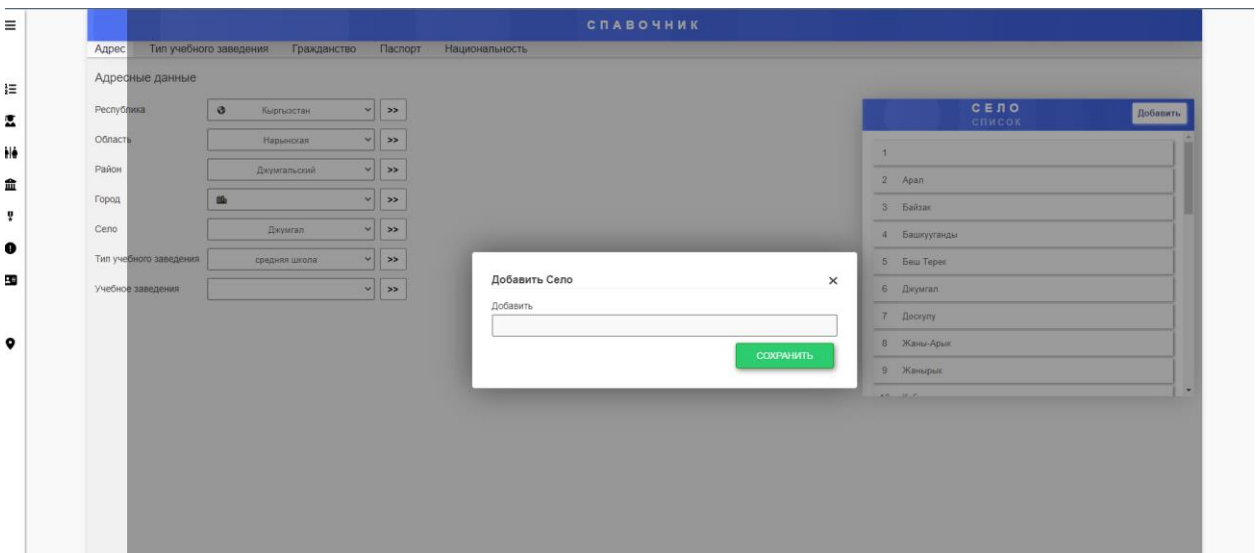 СПАВОЧНИК
Адрес Тип учебного заведения Гражданство Паспорт Национальность
Адресные данные
Республика Кыргызстан >>
Область Нарынская >>
Район Джумгальский >>
Город >>
Село Джумгал >>
Тип учебного заведения средняя школа >>
Учебное заведения >>
СЕЛО
СПИСОК
Добавить
1
2 Арал
3 Байзак
4 Башкууганды
5 Беш Терек
6 Джумгал
7 Доскулу
8 Жаны-Арык
9 Жанырык
Добавить Село ×
Добавить
СОХРАНИТЬ